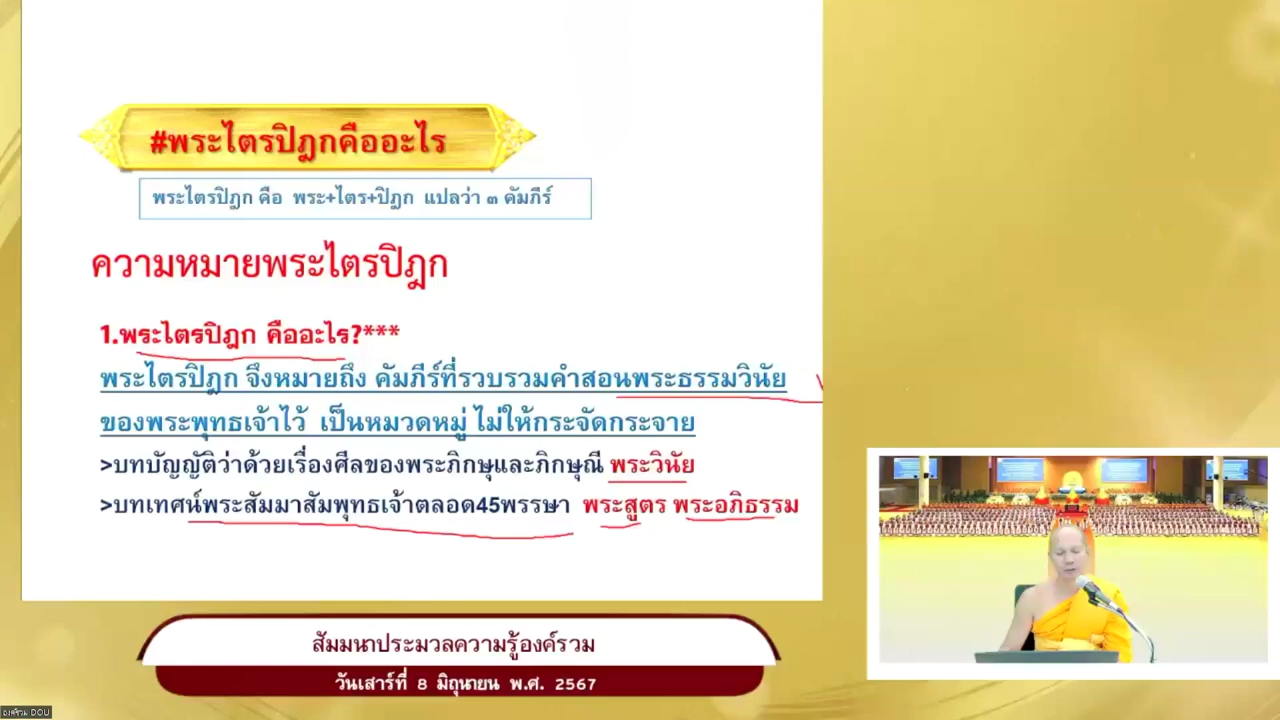 #พระไตรปิฎกคืออะไร
พระไตรปิฎก คือ พระ+ไตร+ปิฎก แปลว่า ๓ คัมภีร์
ความหมายพระไตรปิฎก
1.พระไตรปิฎก คืออะไร?***
พระไตรปิฎก จึงหมายถึง คัมภีร์ที่รวบรวมคำสอนพระธรรมวินัย
ของพระพุทธเจ้าไว้ เป็นหมวดหมู่ ไม่ให้กระจัดกระจาย
>บทบัญญัติว่าด้วยเรื่องศีลของพระภิกษุและภิกษุณี พระวินัย
>บทเทศน์พระสัมมาสัมพุทธเจ้าตลอด45พรรษา พระสูตร พระอภิธรรม
สัมมนาประมวลความรู้องค์รวม
วันเสาร์ที่ 8 มิถุนายน พ.ศ. 2567
องค์รวม DOU